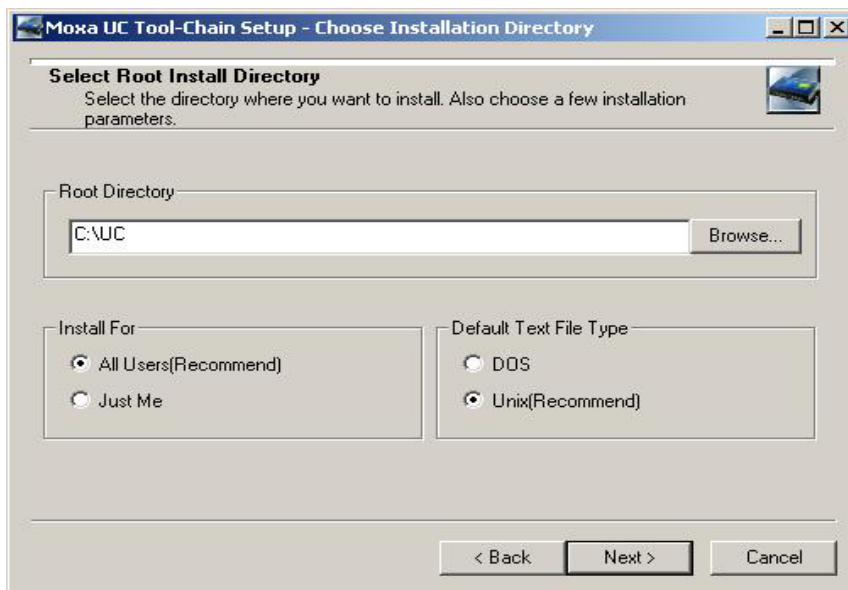 Moxa UC Tool-Chain Setup - Choose Installation Directory
Select Root Install Directory
Select the directory where you want to install. Also choose a few installation
parameters.
Root Directory
C:\UC
Browse...
Install For
All Users(Recommend)
Just Me
Default Text File Type
DOS
Unix(Recommend)
< Back
Next >
Cancel